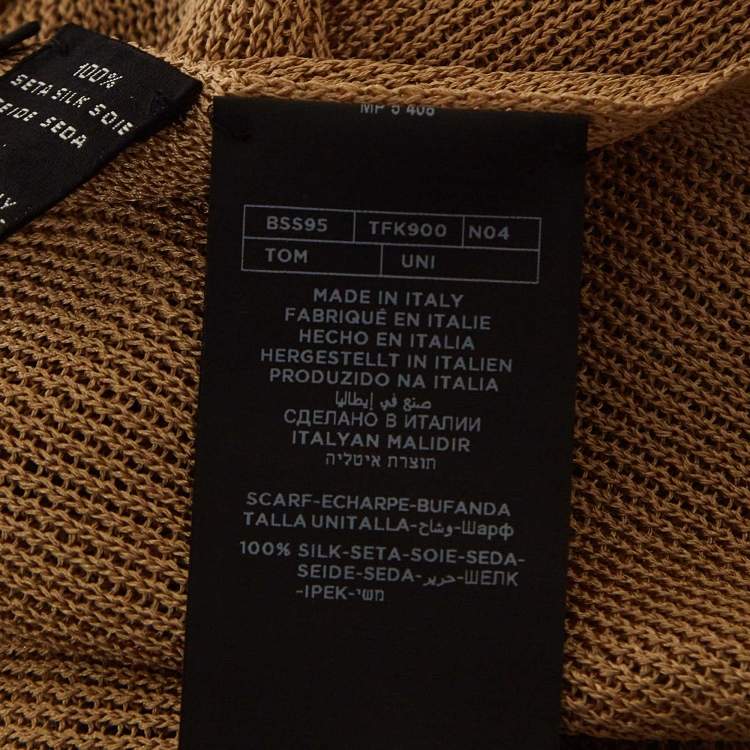 100%
SETA SILK SOIE
SEIDE SEDA
MP 5 406
BSS95 TFK900 N04
TOM UNI
MADE IN ITALY
FABRIQUÉ EN ITALIE
HECHO EN ITALIA
HERGESTELLT IN ITALIEN
PRODUZIDO NA ITALIA
صنع في إيطاليا
СДЕЛАНО В ИТАЛИИ
ITALYAN MALIDIR
תוצרת איטליה
SCARF-ECHARPE-BUFANDA
TALLA UNITALLA-وشاح-Шарф
100% SILK-SETA-SOIE-SEDA-
SEIDE-SEDA-حرير-ШЕЛК
-IPEK-משי